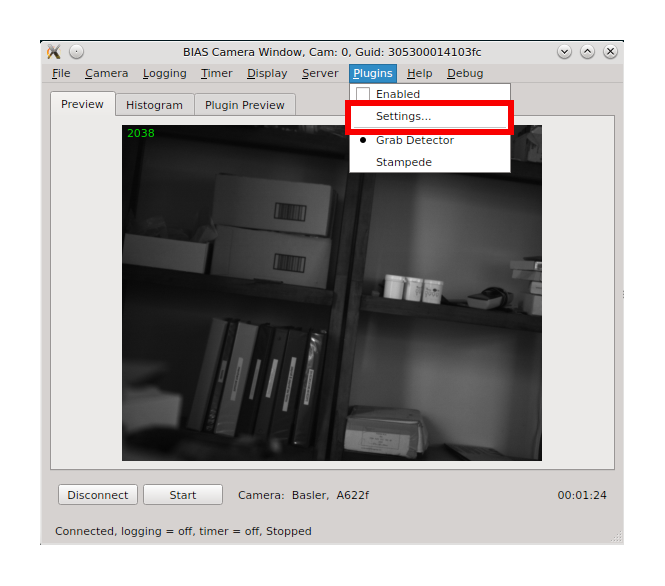 BIAS Camera Window, Cam: 0, Guid: 305300014103fc
File Camera Logging Timer Display Server Plugins Help Debug
Enabled
Settings...
Grab Detector
Stampede
Preview Histogram Plugin Preview
2038
Disconnect Start Camera: Basler, A622f 00:01:24
Connected, logging = off, timer = off, Stopped